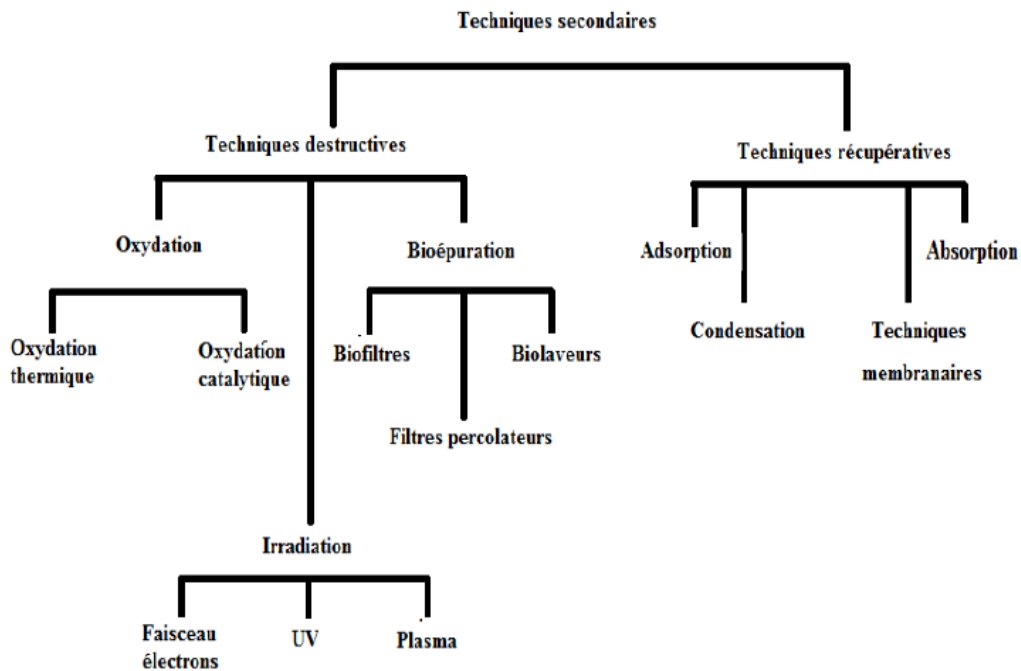 Techniques secondaires
Techniques destructives
Techniques récupératives
Oxydation
Bioépuration
Adsorption
Absorption
Condensation
Techniques
membranaires
Oxydation
thermique
Oxydation
catalytique
Biofiltres
Biolaveurs
Filtres percolateurs
Irradiation
Faisceau
électrons
UV
Plasma